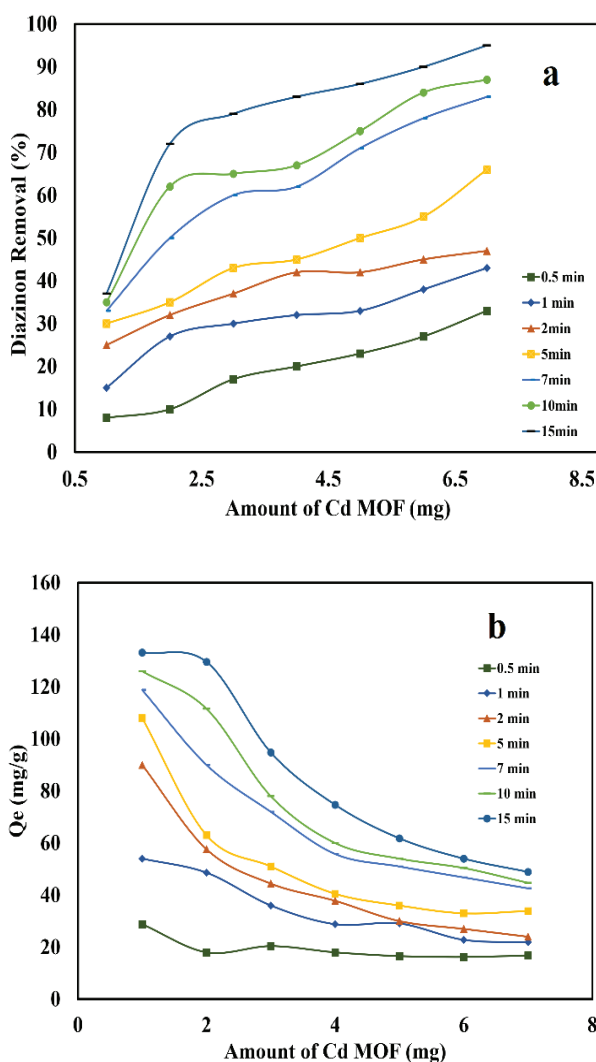 a
100
90
80
70
60
50
40
30
20
10
0
Diazinon Removal (%)
0.5 min
1 min
2min
5min
7min
10min
15min
0.5 2.5 4.5 6.5 8.5
Amount of Cd MOF (mg)
b
160
140
120
100
80
60
40
20
0
Qe (mg/g)
0.5 min
1 min
2 min
5 min
7 min
10 min
15 min
0 2 4 6 8
Amount of Cd MOF (mg)